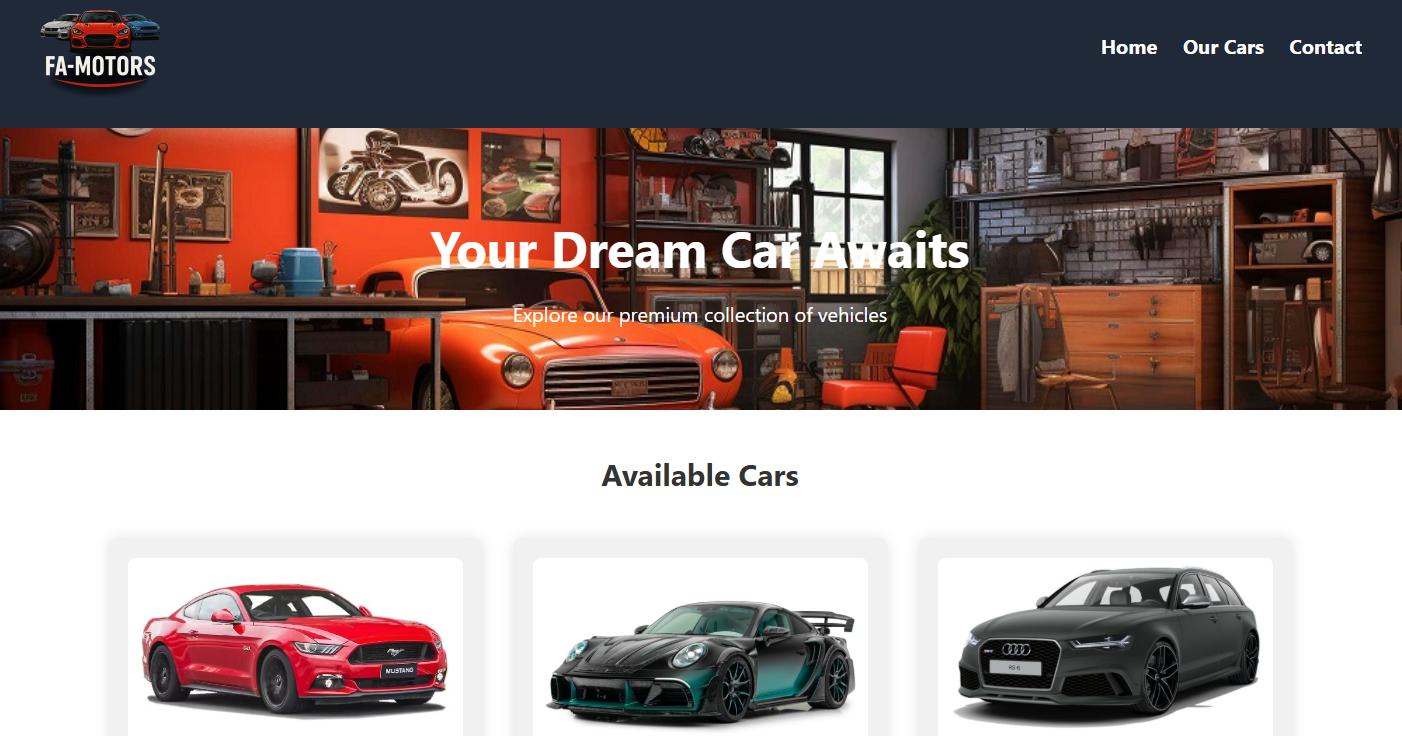 FA-MOTORS
Home Our Cars Contact
Your Dream Car Awaits
Explore our premium collection of vehicles
Available Cars
MUSTANG
RS 6